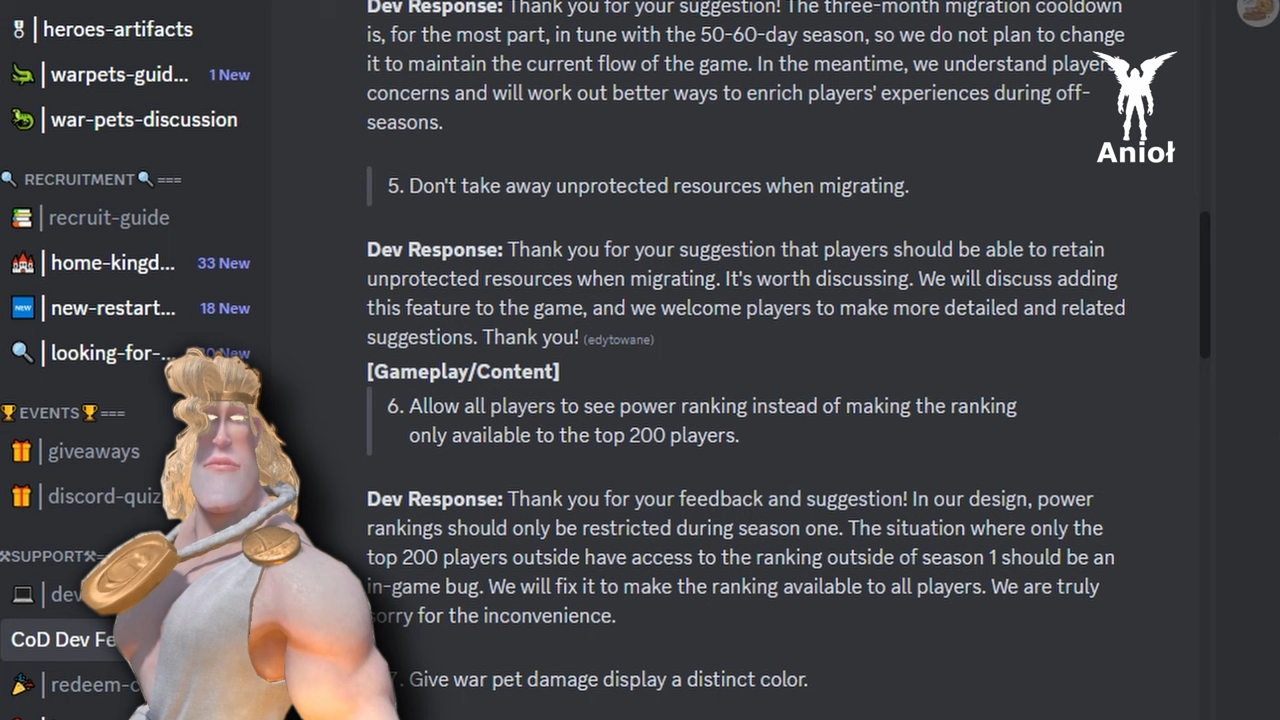 heroes-artifacts
warpets-guid... 1 New
war-pets-discussion
RECRUITMENT ===
recruit-guide
home-kingd... 33 New
NEW new-restart... 18 New
looking-for-... New
EVENTS ===
giveaways
discord-quiz
SUPPORT
dev
CoD Dev Fe
redeem-c
Dev Response: Thank you for your suggestion! The three-month migration cooldown
is, for the most part, in tune with the 50-60-day season, so we do not plan to change
it to maintain the current flow of the game. In the meantime, we understand players
concerns and will work out better ways to enrich players' experiences during off-
seasons.
5. Don't take away unprotected resources when migrating.
Dev Response: Thank you for your suggestion that players should be able to retain
unprotected resources when migrating. It's worth discussing. We will discuss adding
this feature to the game, and we welcome players to make more detailed and related
suggestions. Thank you! (edytowane)
[Gameplay/Content]
6. Allow all players to see power ranking instead of making the ranking
only available to the top 200 players.
Dev Response: Thank you for your feedback and suggestion! In our design, power
rankings should only be restricted during season one. The situation where only the
top 200 players outside have access to the ranking outside of season 1 should be an
in-game bug. We will fix it to make the ranking available to all players. We are truly
sorry for the inconvenience.
7. Give war pet damage display a distinct color.
Anioł